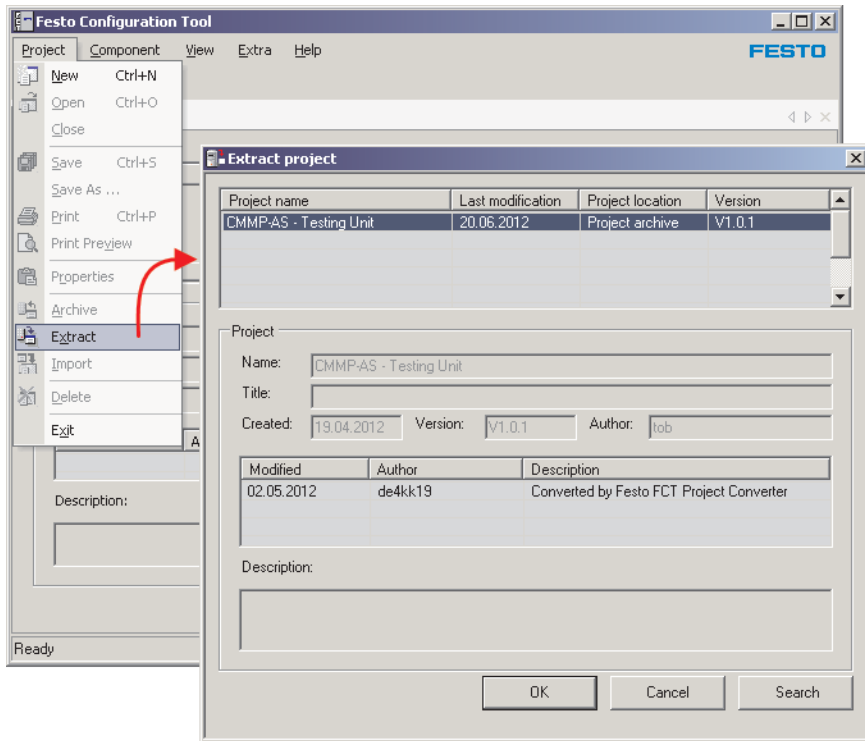 Festo Configuration Tool
Project Component View Extra Help
FESTO
New Ctrl+N
Open Ctrl+O
Close
Save Ctrl+S
Save As ...
Print Ctrl+P
Print Preview
Properties
Archive
Extract
Import
Delete
Exit
A
Description:
Ready
Extract project
Project name Last modification Project location Version
CMMP-AS - Testing Unit 20.06.2012 Project archive V1.0.1
Project
Name: CMMP-AS - Testing Unit
Title:
Created: 19.04.2012 Version: V1.0.1 Author: tob
Modified Author Description
02.05.2012 de4kk19 Converted by Festo FCT Project Converter
Description:
OK Cancel Search